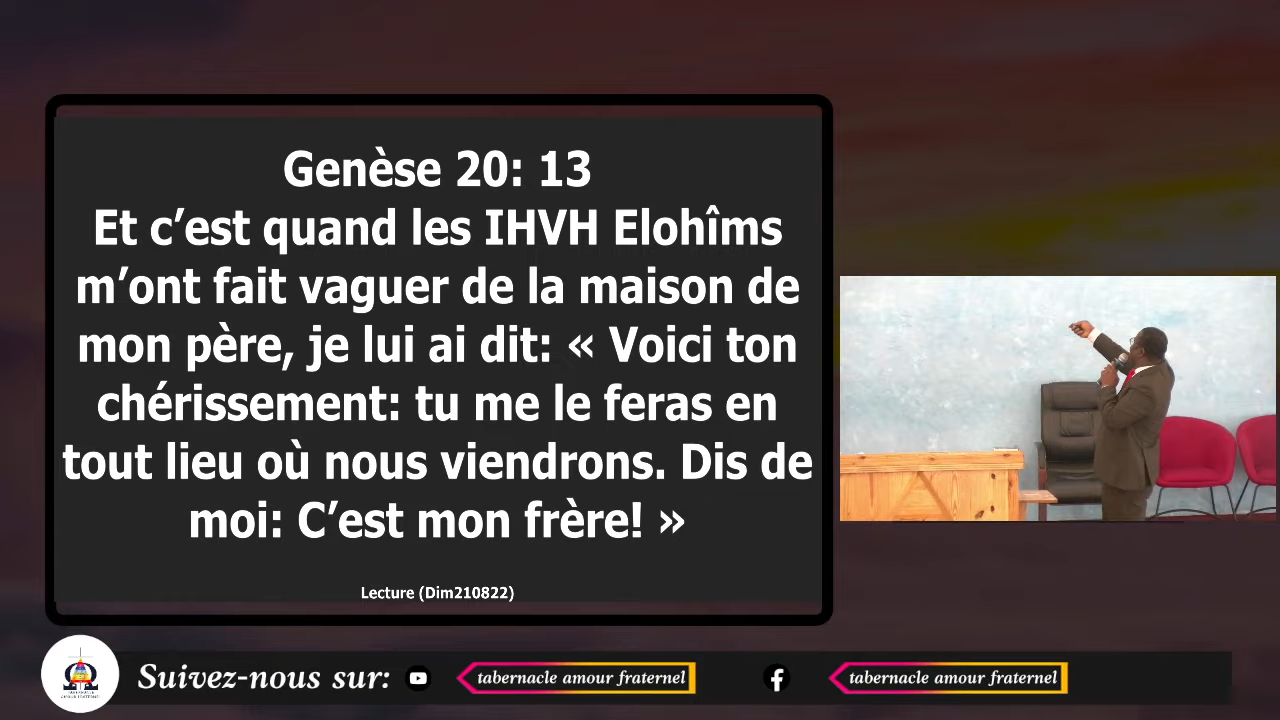 Genèse 20: 13
Et c’est quand les IHVH Elohîms
m’ont fait vaguer de la maison de
mon père, je lui ai dit: « Voici ton
chérissement: tu me le feras en
tout lieu où nous viendrons. Dis de
moi: C’est mon frère! »
Lecture (Dim210822)
Suivez-nous sur: tabernacle amour fraternel tabernacle amour fraternel